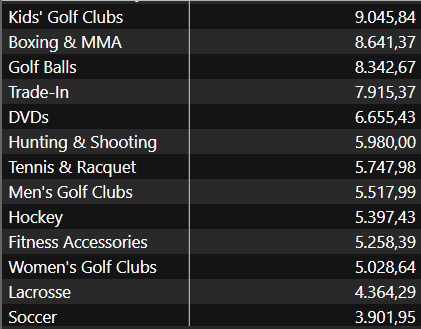 Kids' Golf Clubs 9.045,84
Boxing & MMA 8.641,37
Golf Balls 8.342,67
Trade-In 7.915,37
DVDs 6.655,43
Hunting & Shooting 5.980,00
Tennis & Racquet 5.747,98
Men's Golf Clubs 5.517,99
Hockey 5.397,43
Fitness Accessories 5.258,39
Women's Golf Clubs 5.028,64
Lacrosse 4.364,29
Soccer 3.901,95